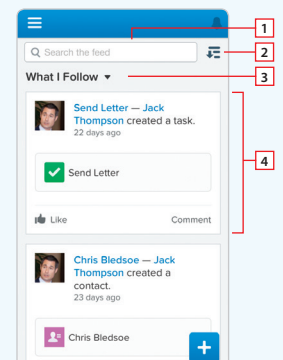 1
Search the feed
2
What I Follow
3
Send Letter — Jack
Thompson created a task.
22 days ago
Send Letter
4
Like Comment
Chris Bledsoe — Jack
Thompson created a
contact.
23 days ago
Chris Bledsoe